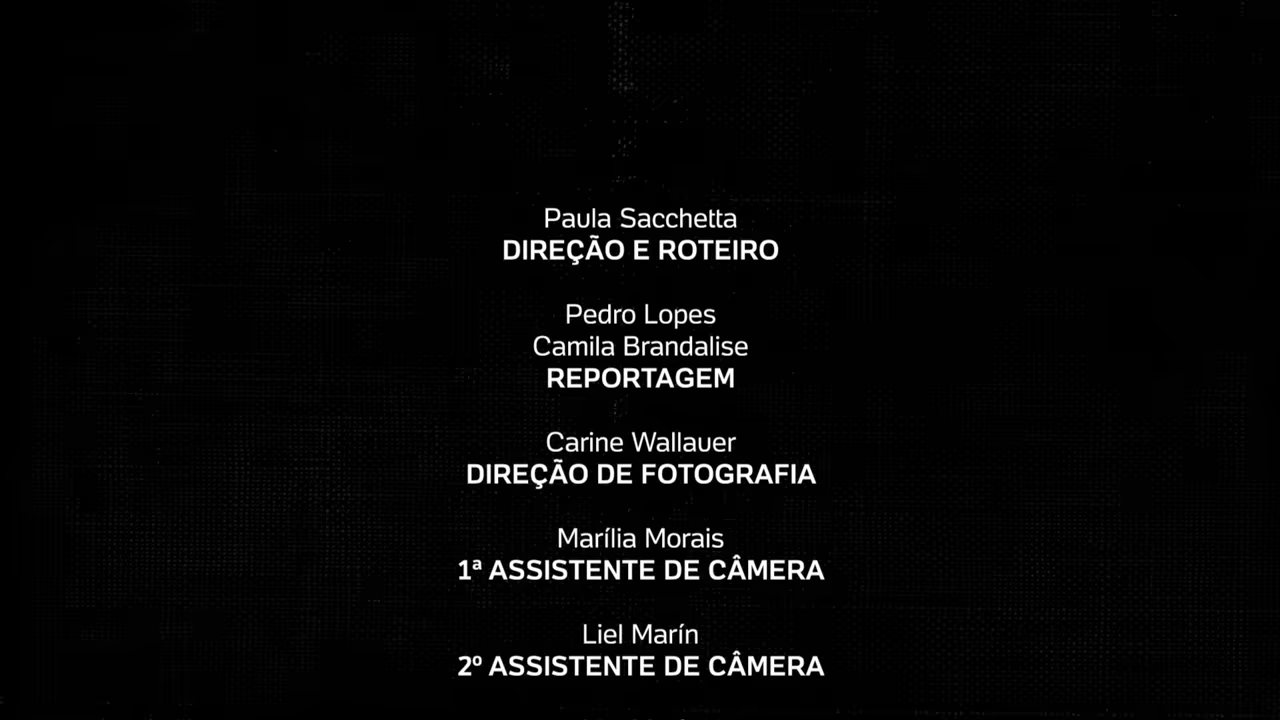 Paula Sacchetta
DIREÇÃO E ROTEIRO
Pedro Lopes
Camila Brandalise
REPORTAGEM
Carine Wallauer
DIREÇÃO DE FOTOGRAFIA
Marília Morais
1ª ASSISTENTE DE CÂMERA
Liel Marín
2º ASSISTENTE DE CÂMERA